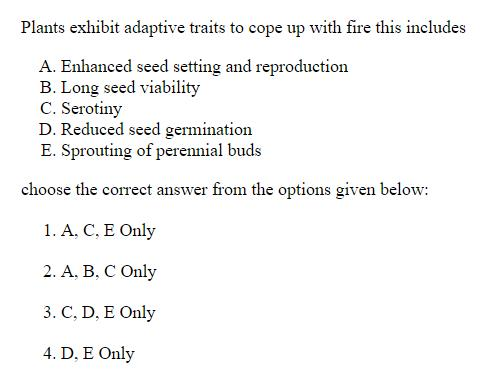 Plants exhibit adaptive traits to cope up with fire this includes
A. Enhanced seed setting and reproduction
B. Long seed viability
C. Serotiny
D. Reduced seed germination
E. Sprouting of perennial buds
choose the correct answer from the options given below:
1. A, C, E Only
2. A, B, C Only
3. C, D, E Only
4. D, E Only